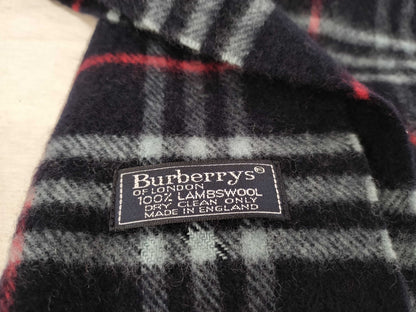 Burberrys®
OF LONDON
100% LAMBSWOOL
DRY CLEAN ONLY
MADE IN ENGLAND